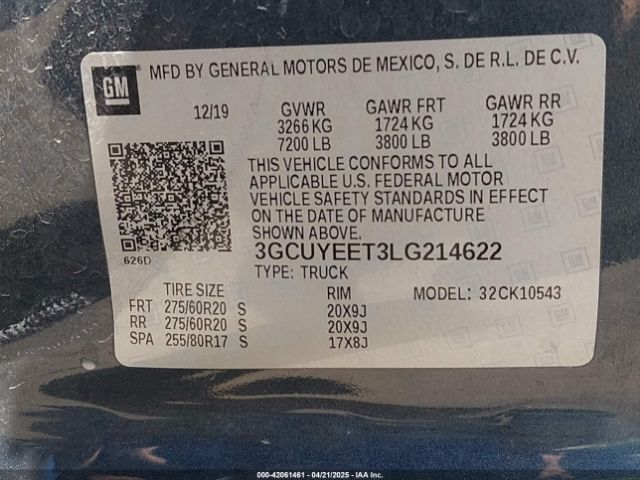 GM
MFD BY GENERAL MOTORS DE MEXICO, S. DE R.L. DE C.V.
12/19 GVWR GAWR FRT GAWR RR
3266 KG 1724 KG 1724 KG
7200 LB 3800 LB 3800 LB
THIS VEHICLE CONFORMS TO ALL
APPLICABLE U.S. FEDERAL MOTOR
VEHICLE SAFETY STANDARDS IN EFFECT
ON THE DATE OF MANUFACTURE
SHOWN ABOVE.
626D
3GCUYEET3LG214622
TYPE: TRUCK
TIRE SIZE RIM MODEL: 32CK10543
FRT 275/60R20 S 20X9J
RR 275/60R20 S 20X9J
SPA 255/80R17 S 17X8J
000-42061461 - 04/21/2025 - IAA Inc.